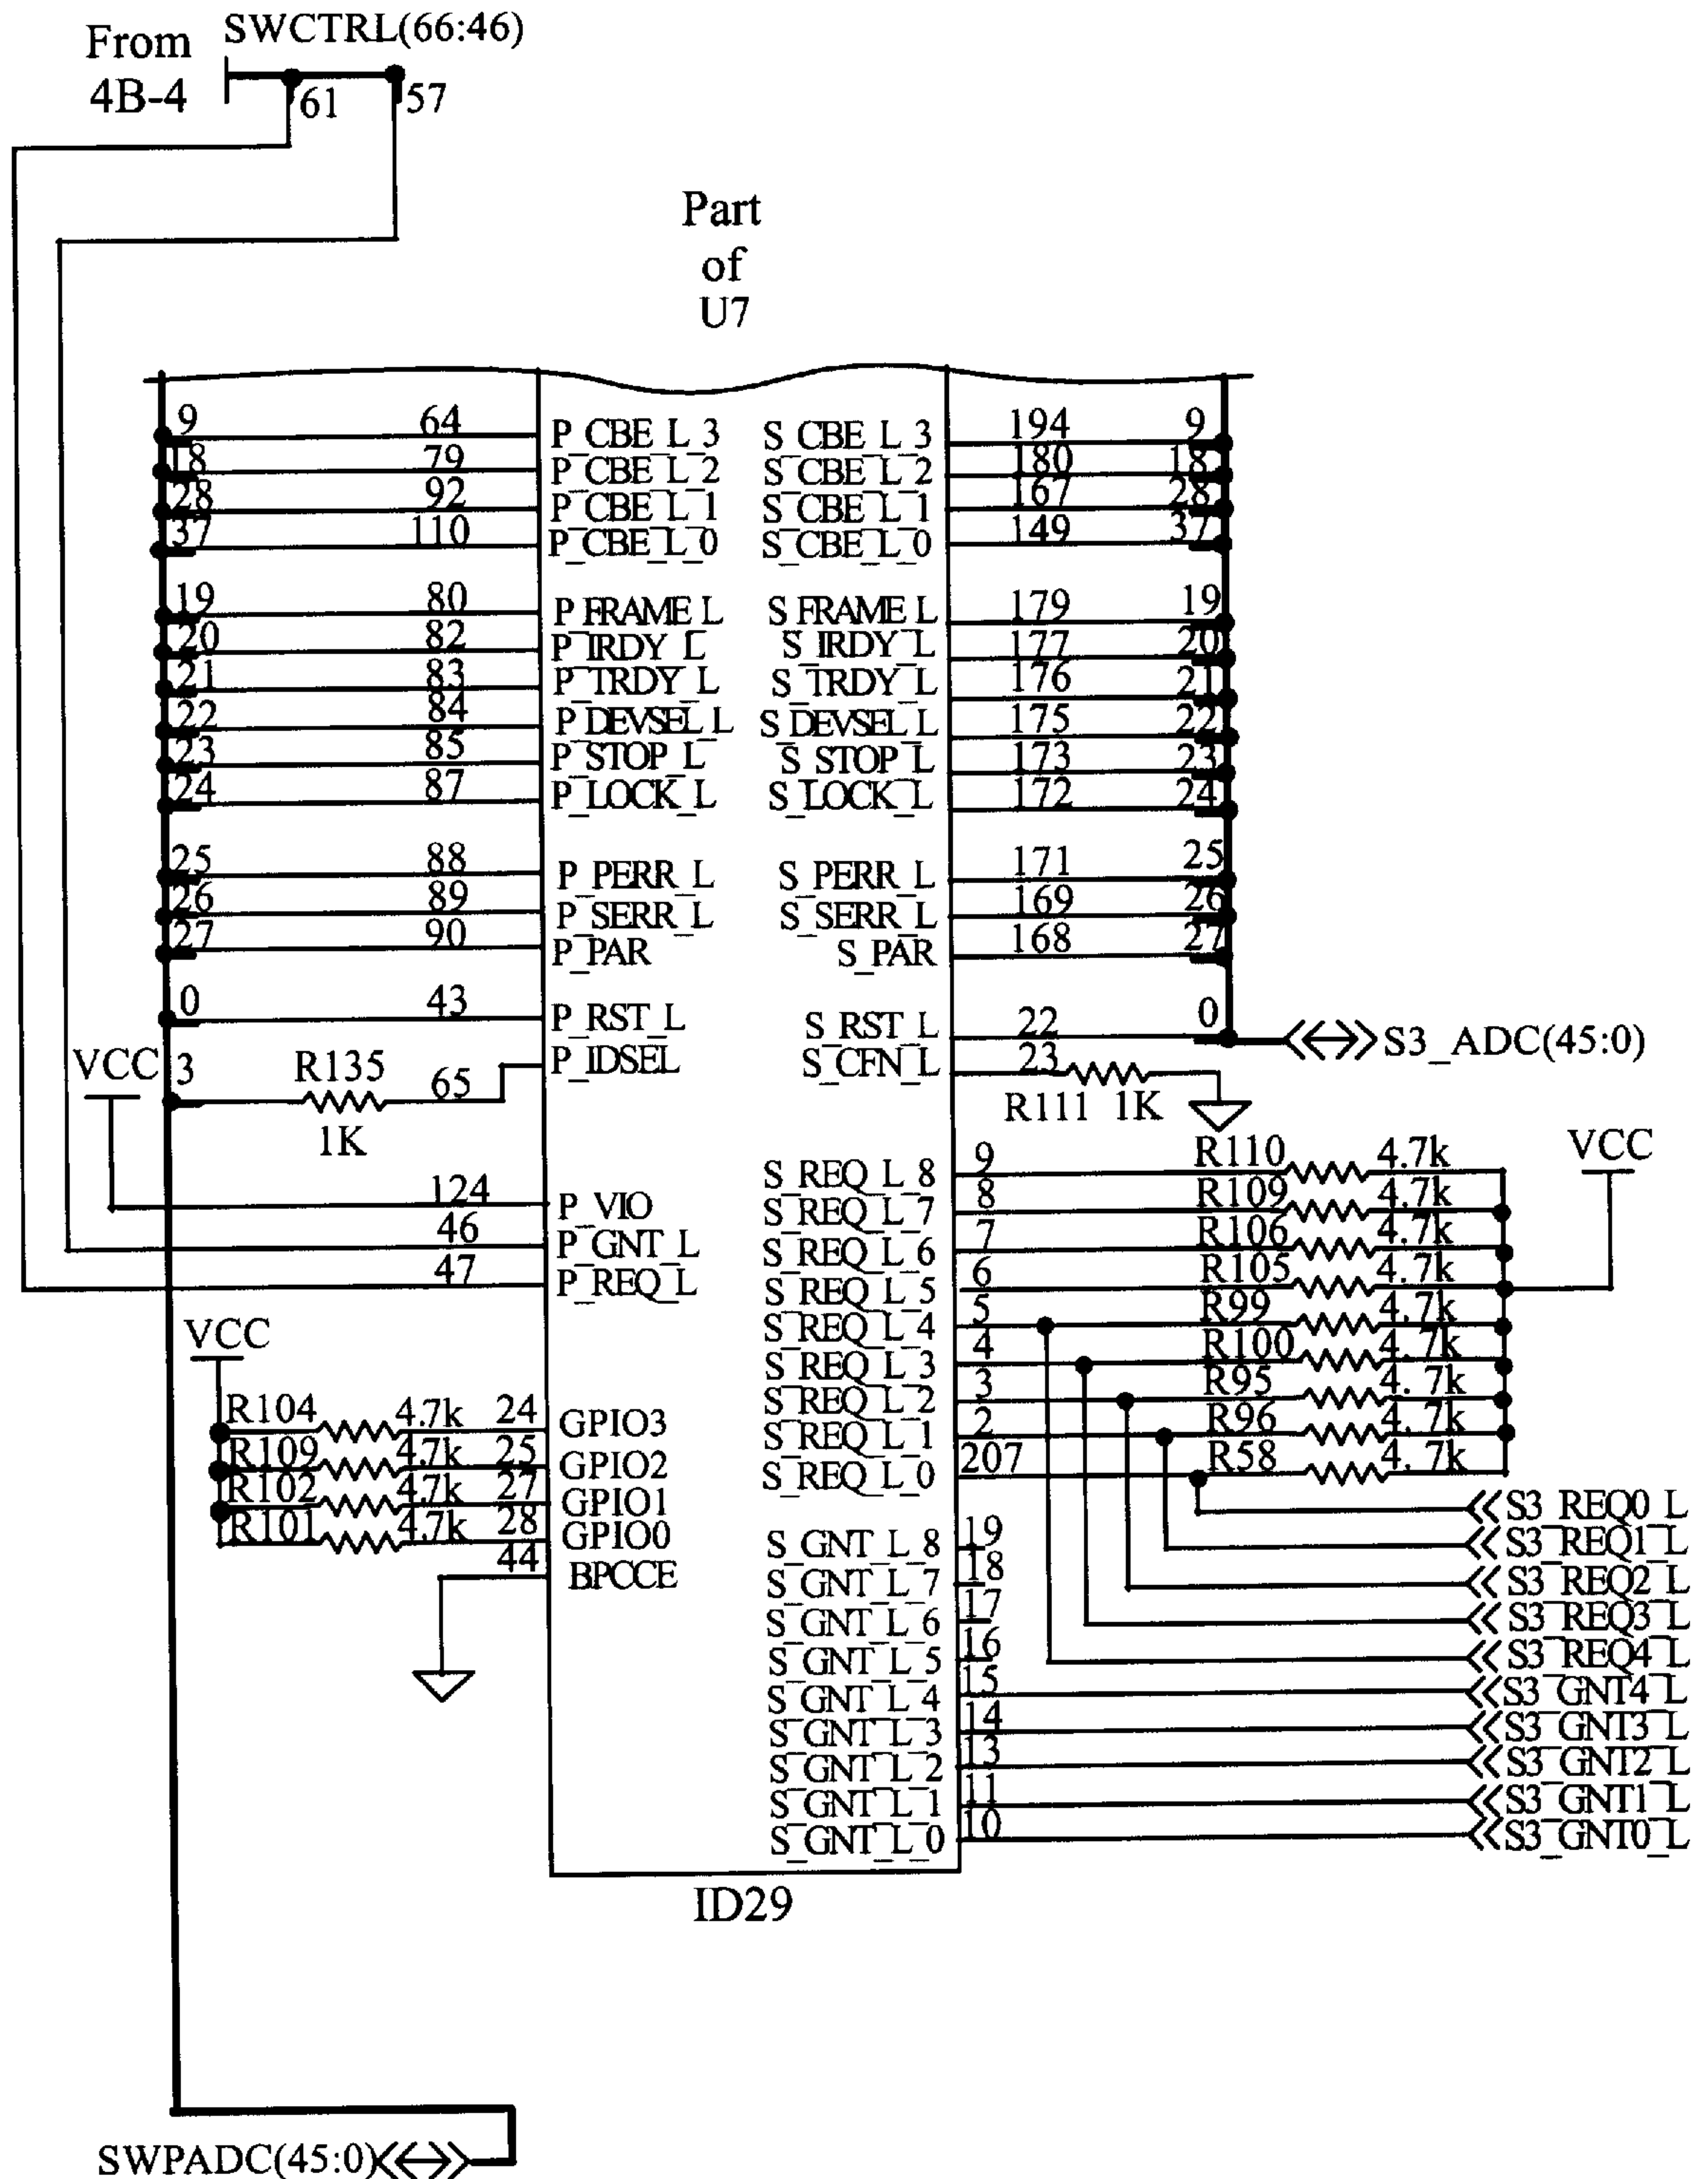 From
4B-4
SWCTRL(66:46)
61
57
Part
of
U7
9 64 P_CBE_L_3 S_CBE_L_3 194 9
18 79 P_CBE_L_2 S_CBE_L_2 180 18
28 92 P_CBE_L_1 S_CBE_L_1 167 28
37 110 P_CBE_L_0 S_CBE_L_0 149 37
19 80 P_FRAME_L S_FRAME_L 179 19
20 82 P_IRDY_L S_IRDY_L 177 20
21 83 P_TRDY_L S_TRDY_L 176 21
22 84 P_DEVSEL_L S_DEVSEL_L 175 22
23 85 P_STOP_L S_STOP_L 173 23
24 87 P_LOCK_L S_LOCK_L 172 24
25 88 P_PERR_L S_PERR_L 171 25
26 89 P_SERR_L S_SERR_L 169 26
27 90 P_PAR S_PAR 168 27
0 43 P_RST_L S_RST_L 22 0 S3_ADC(45:0)
VCC 3 R135 1K 65 P_IDSEL S_CFN_L 23 R111 1K
124 P_VIO
46 P_GNT_L
47 P_REQ_L
VCC
S_REQ_L_8 9 R110 4.7k
S_REQ_L_7 8 R109 4.7k
S_REQ_L_6 7 R106 4.7k
S_REQ_L_5 6 R105 4.7k
S_REQ_L_4 5 R99 4.7k
S_REQ_L_3 4 R100 4.7k
S_REQ_L_2 3 R95 4.7k
S_REQ_L_1 2 R96 4.7k
S_REQ_L_0 207 R58 4.7k
VCC
R104 4.7k 24 GPIO3
R109 4.7k 25 GPIO2
R102 4.7k 27 GPIO1
R101 4.7k 28 GPIO0
44 BPCCE
S3_REQ0_L
S3_REQ1_L
S3_REQ2_L
S3_REQ3_L
S3_REQ4_L
S_GNT_L_8 19
S_GNT_L_7 18
S_GNT_L_6 17
S_GNT_L_5 16
S_GNT_L_4 15 S3_GNT4_L
S_GNT_L_3 14 S3_GNT3_L
S_GNT_L_2 13 S3_GNT2_L
S_GNT_L_1 11 S3_GNT1_L
S_GNT_L_0 10 S3_GNT0_L
ID29
SWPADC(45:0)